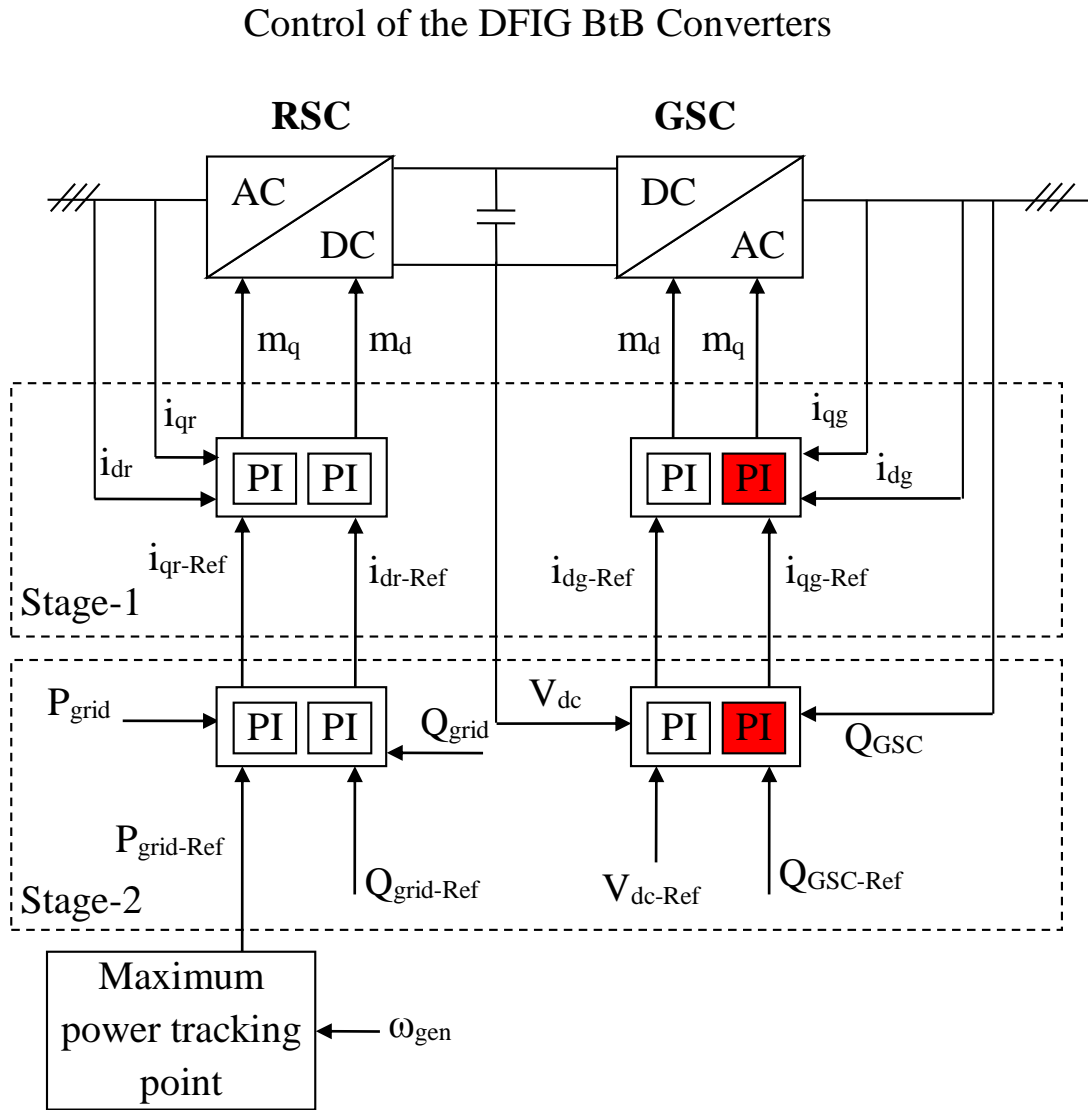 Control of the DFIG BtB Converters
RSC
GSC
AC
DC
DC
AC
mq
md
md
mq
iqr
idr
iqg
idg
PI
PI
PI
PI
iqr-Ref
idr-Ref
idg-Ref
iqg-Ref
Stage-1
Pgrid
PI
PI
Qgrid
Vdc
PI
PI
QGSC
Pgrid-Ref
Qgrid-Ref
Vdc-Ref
QGSC-Ref
Stage-2
Maximum
power tracking
point
ωgen